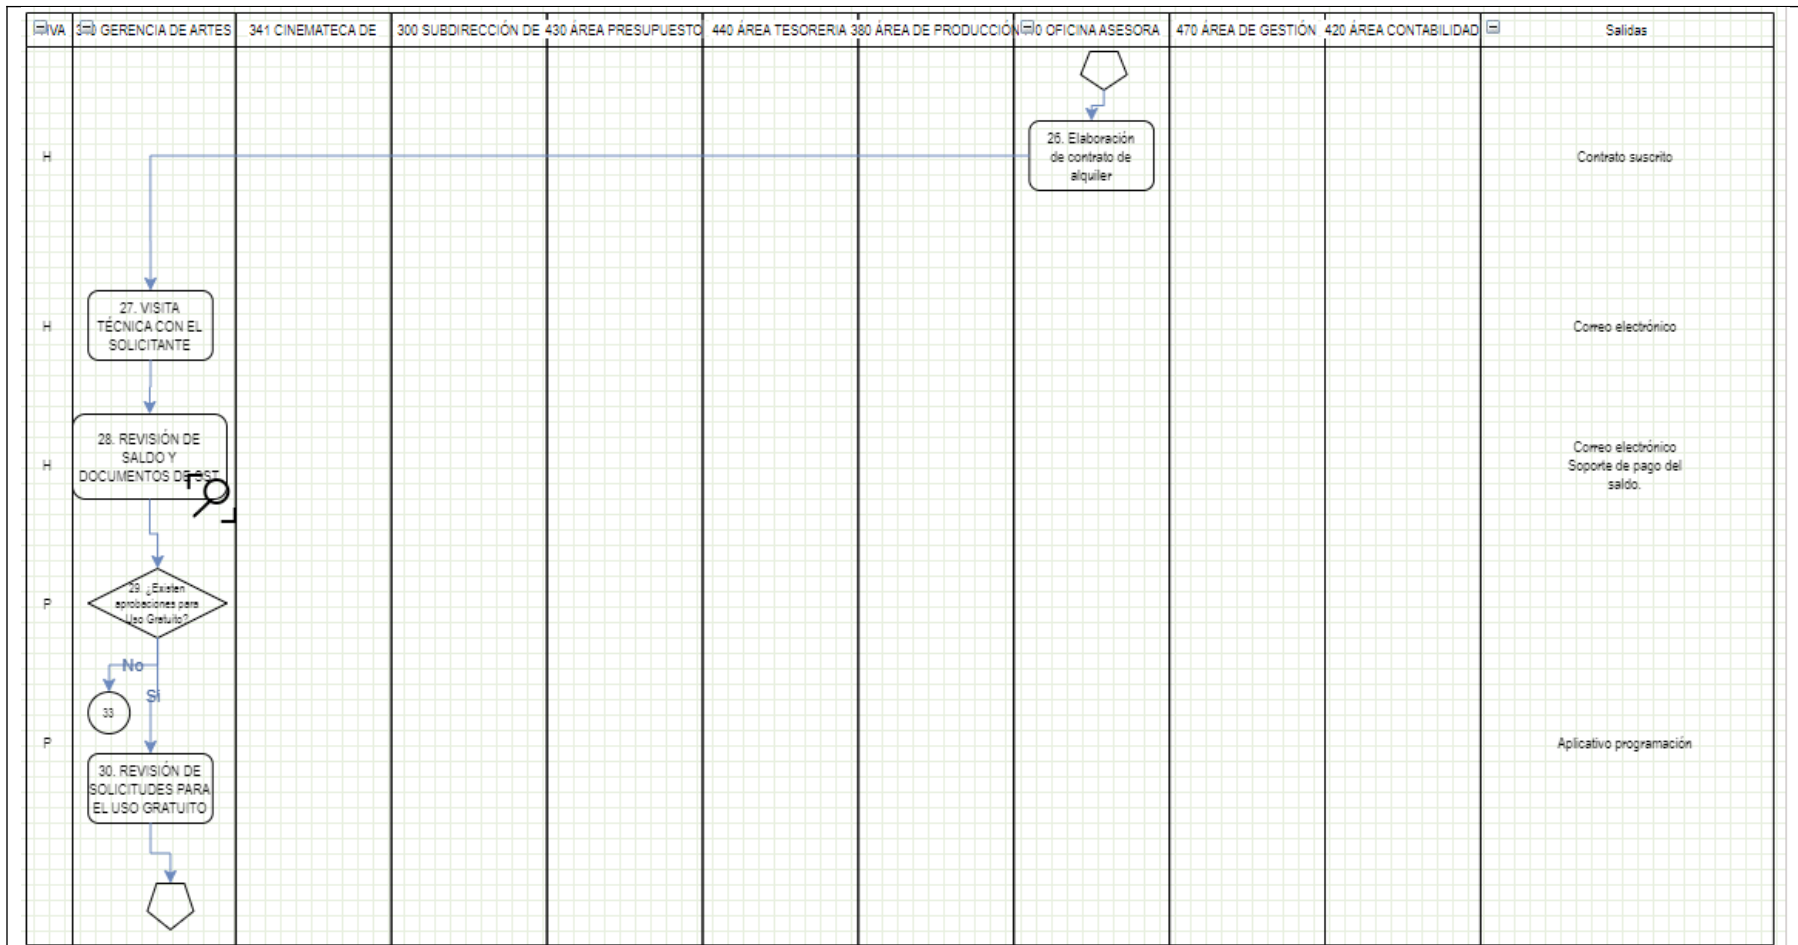 IVA GERENCIA DE ARTES 341 CINEMATECA DE 300 SUBDIRECCIÓN DE 430 ÁREA PRESUPUESTO 440 ÁREA TESORERIA 380 ÁREA DE PRODUCCIÓN 0 OFICINA ASESORA 470 ÁREA DE GESTIÓN 420 ÁREA CONTABILIDAD Salidas
26. Elaboración
de contrato de
alquiler
H
Contrato suscrito
27. VISITA
TÉCNICA CON EL
SOLICITANTE
H
Correo electrónico
28. REVISIÓN DE
SALDO Y
DOCUMENTOS DE SST
H
Correo electrónico
Soporte de pago del
saldo.
29. ¿Existen
aprobaciones para
Uso Gratuito?
P
No
Si
33
P
Aplicativo programación
30. REVISIÓN DE
SOLICITUDES PARA
EL USO GRATUITO